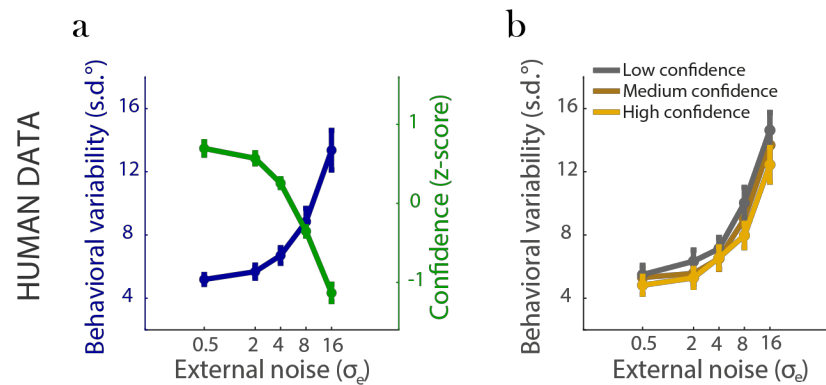 a
b
HUMAN DATA
Behavioral variability (s.d.°)
16
12
8
4
0.5 2 4 8 16
External noise (σe)
1
0
-1
Confidence (z-score)
Behavioral variability (s.d.°)
16
12
8
4
Low confidence
Medium confidence
High confidence
0.5 2 4 8 16
External noise (σe)